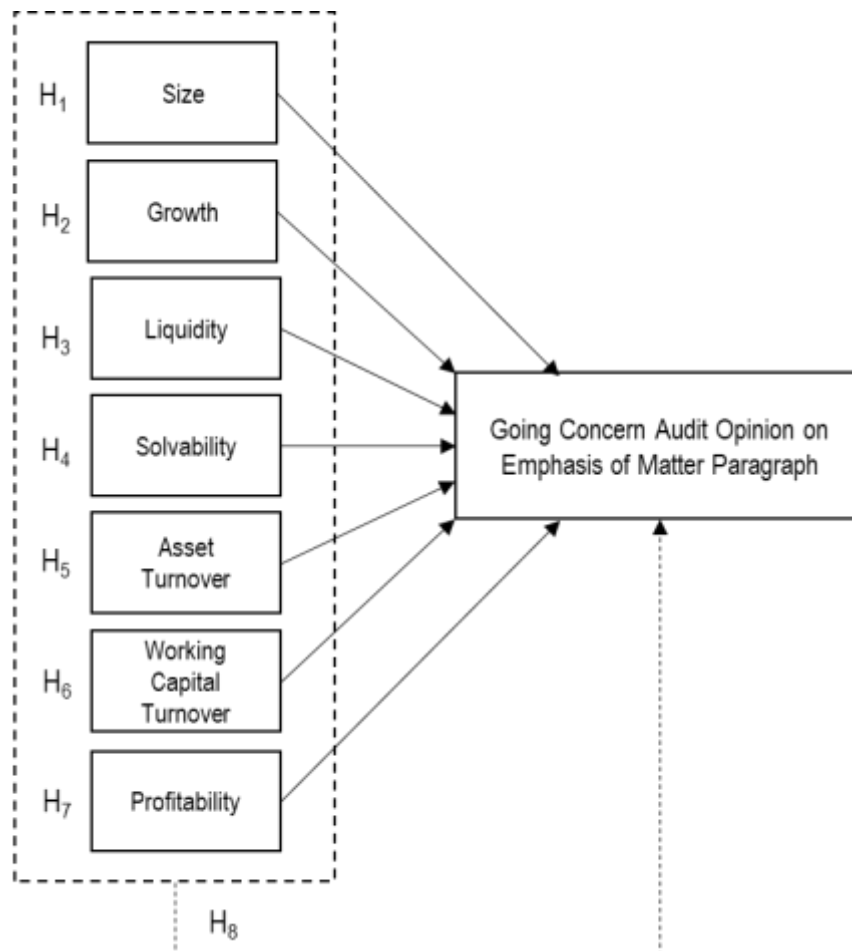 H₁
Size
H₂
Growth
H₃
Liquidity
H₄
Solvability
H₅
Asset
Turnover
H₆
Working
Capital
Turnover
H₇
Profitability
H₈
Going Concern Audit Opinion on
Emphasis of Matter Paragraph